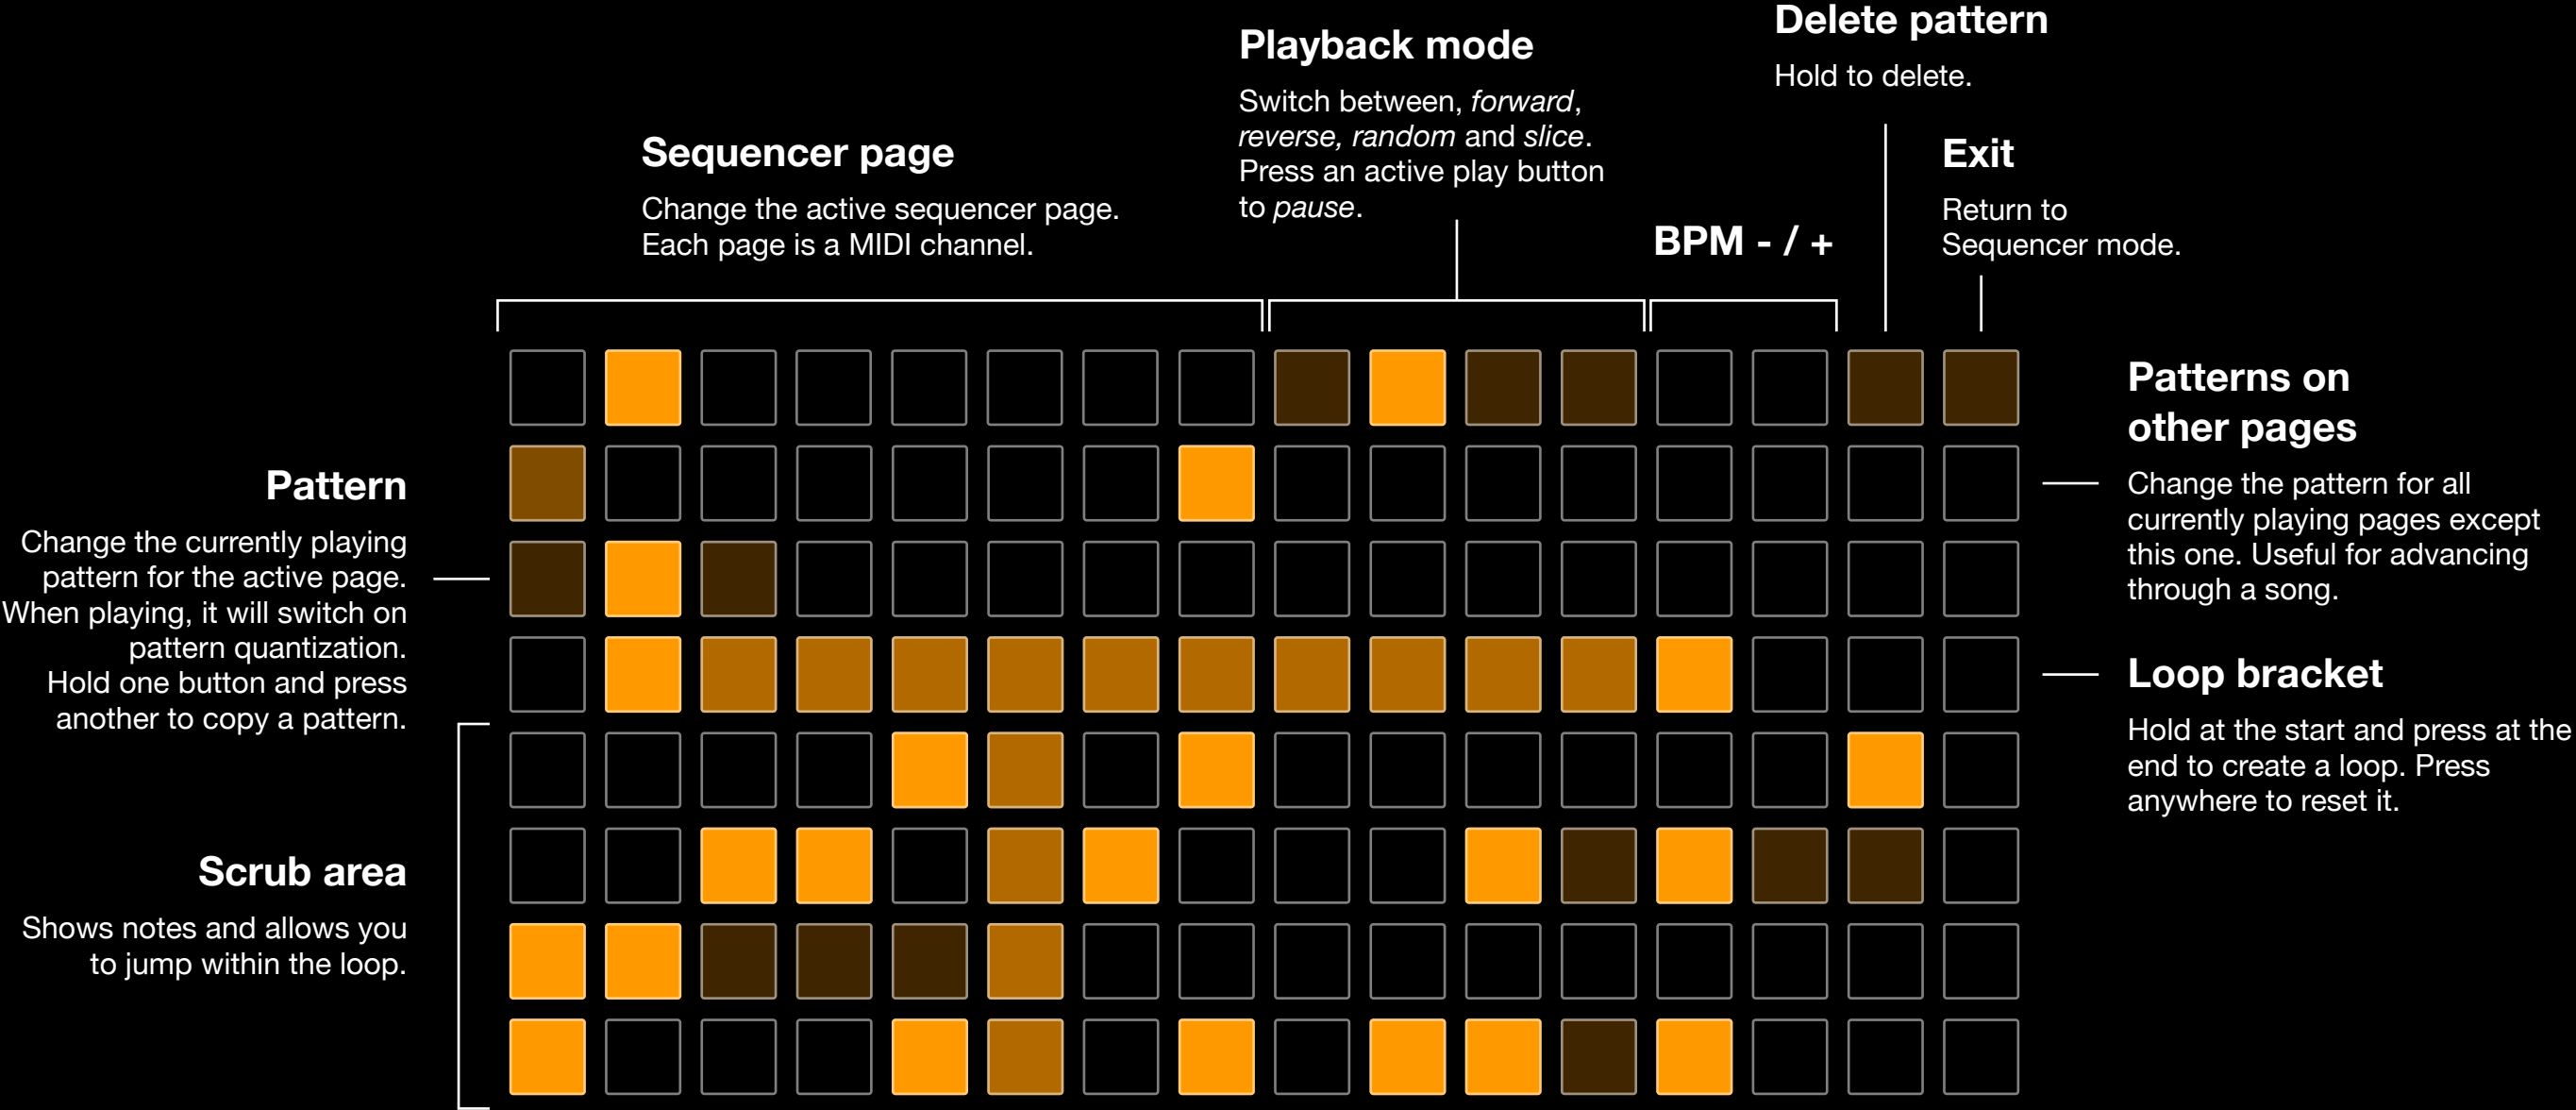 Delete pattern
Hold to delete.
Playback mode
Switch between, forward,
reverse, random and slice.
Press an active play button
to pause.
Sequencer page
Change the active sequencer page.
Each page is a MIDI channel.
Exit
Return to
Sequencer mode.
BPM - / +
Pattern
Change the currently playing
pattern for the active page.
When playing, it will switch on
pattern quantization.
Hold one button and press
another to copy a pattern.
Scrub area
Shows notes and allows you
to jump within the loop.
Patterns on
other pages
Change the pattern for all
currently playing pages except
this one. Useful for advancing
through a song.
Loop bracket
Hold at the start and press at the
end to create a loop. Press
anywhere to reset it.